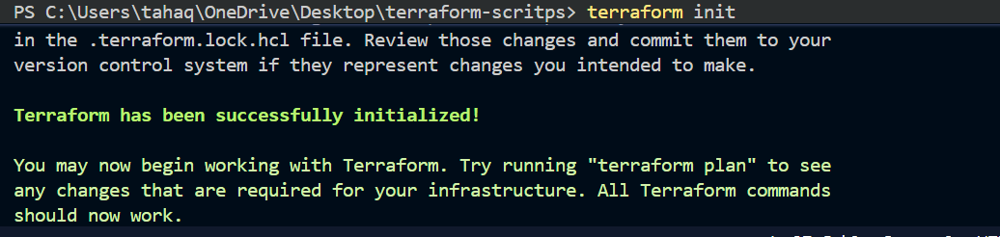 PS C:\Users\tahaq\OneDrive\Desktop\terraform-scritps> terraform init
in the .terraform.lock.hcl file. Review those changes and commit them to your
version control system if they represent changes you intended to make.
Terraform has been successfully initialized!
You may now begin working with Terraform. Try running "terraform plan" to see
any changes that are required for your infrastructure. All Terraform commands
should now work.